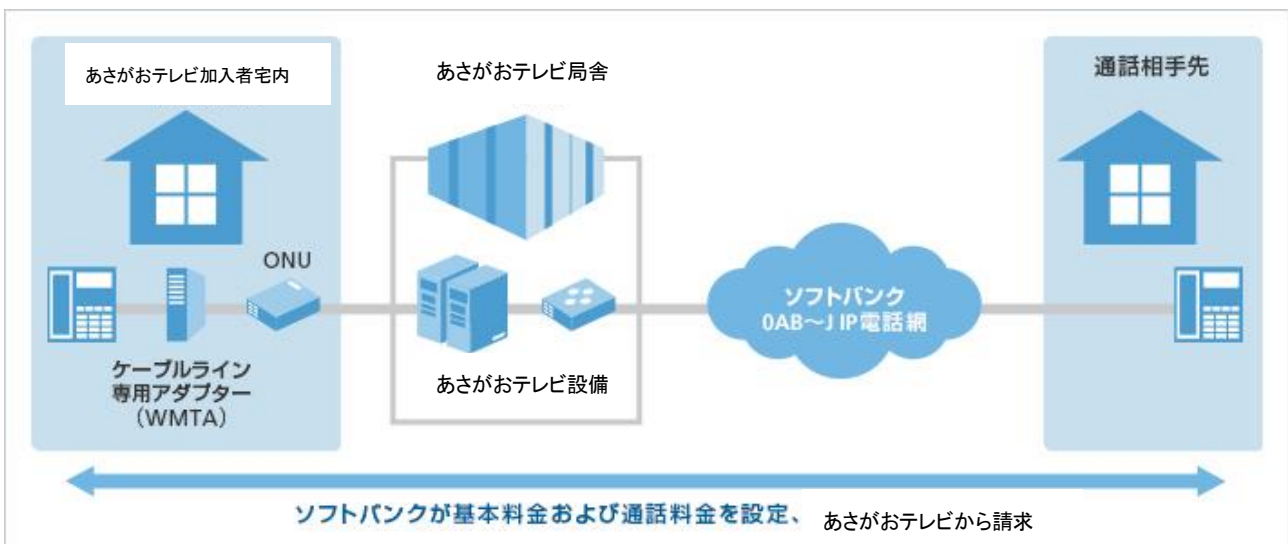 あさがおテレビ加入者宅内
あさがおテレビ局舎
通話相手先
ONU
ソフトバンク
0AB～J IP電話網
ケーブルライン
専用アダプター
（WMTA）
あさがおテレビ設備
ソフトバンクが基本料金および通話料金を設定、 あさがおテレビから請求